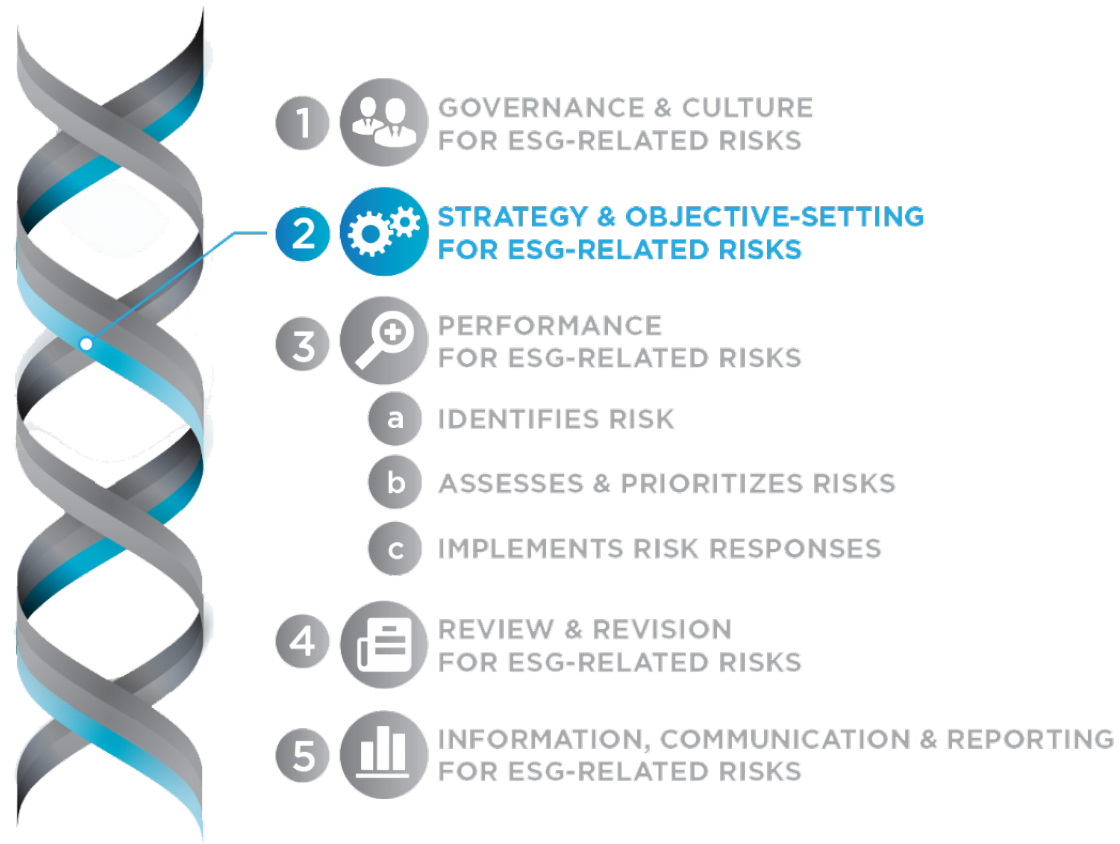 1 GOVERNANCE & CULTURE
FOR ESG-RELATED RISKS
2 STRATEGY & OBJECTIVE-SETTING
FOR ESG-RELATED RISKS
3 PERFORMANCE
FOR ESG-RELATED RISKS
a IDENTIFIES RISK
b ASSESSES & PRIORITIZES RISKS
c IMPLEMENTS RISK RESPONSES
4 REVIEW & REVISION
FOR ESG-RELATED RISKS
5 INFORMATION, COMMUNICATION & REPORTING
FOR ESG-RELATED RISKS